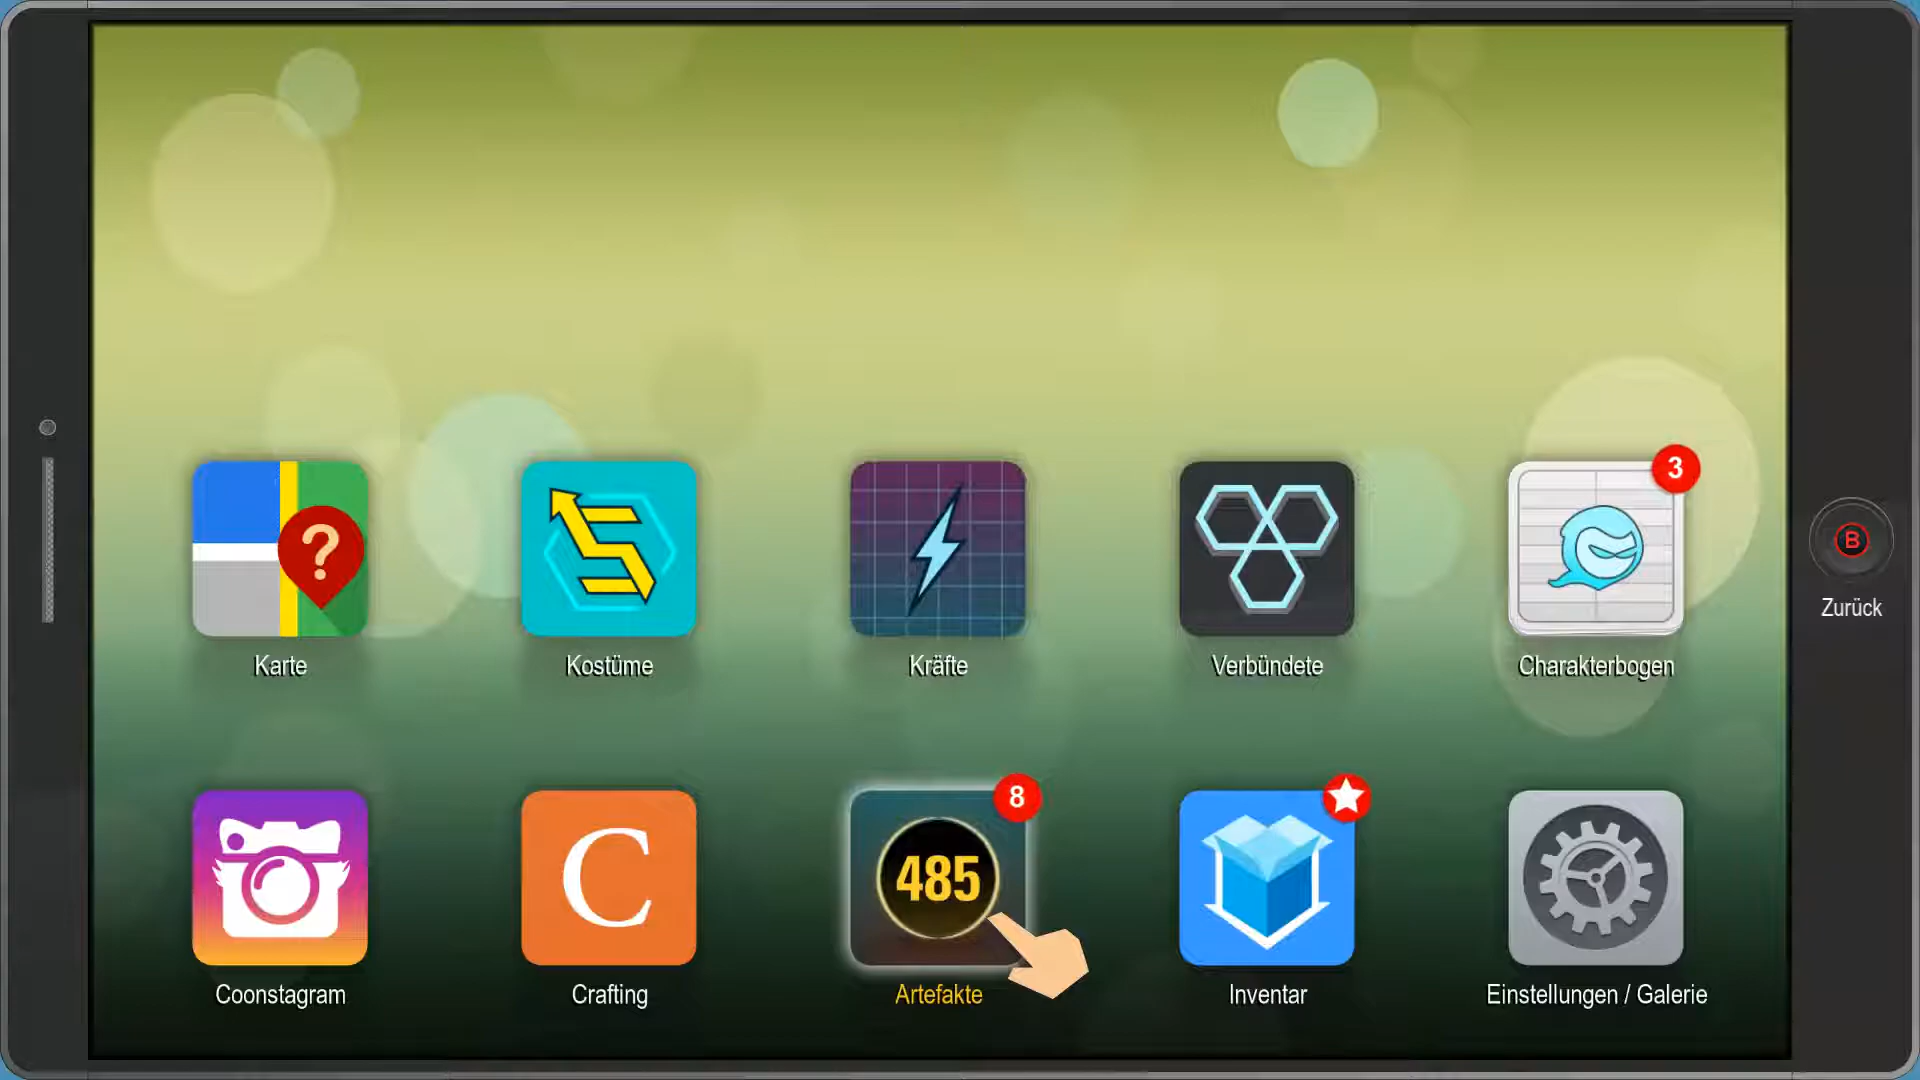 ?
3
B
Zurück
Karte
Kostüme
Kräfte
Verbündete
Charakterbogen
C
485
8
Coonstagram
Crafting
Artefakte
Inventar
Einstellungen / Galerie